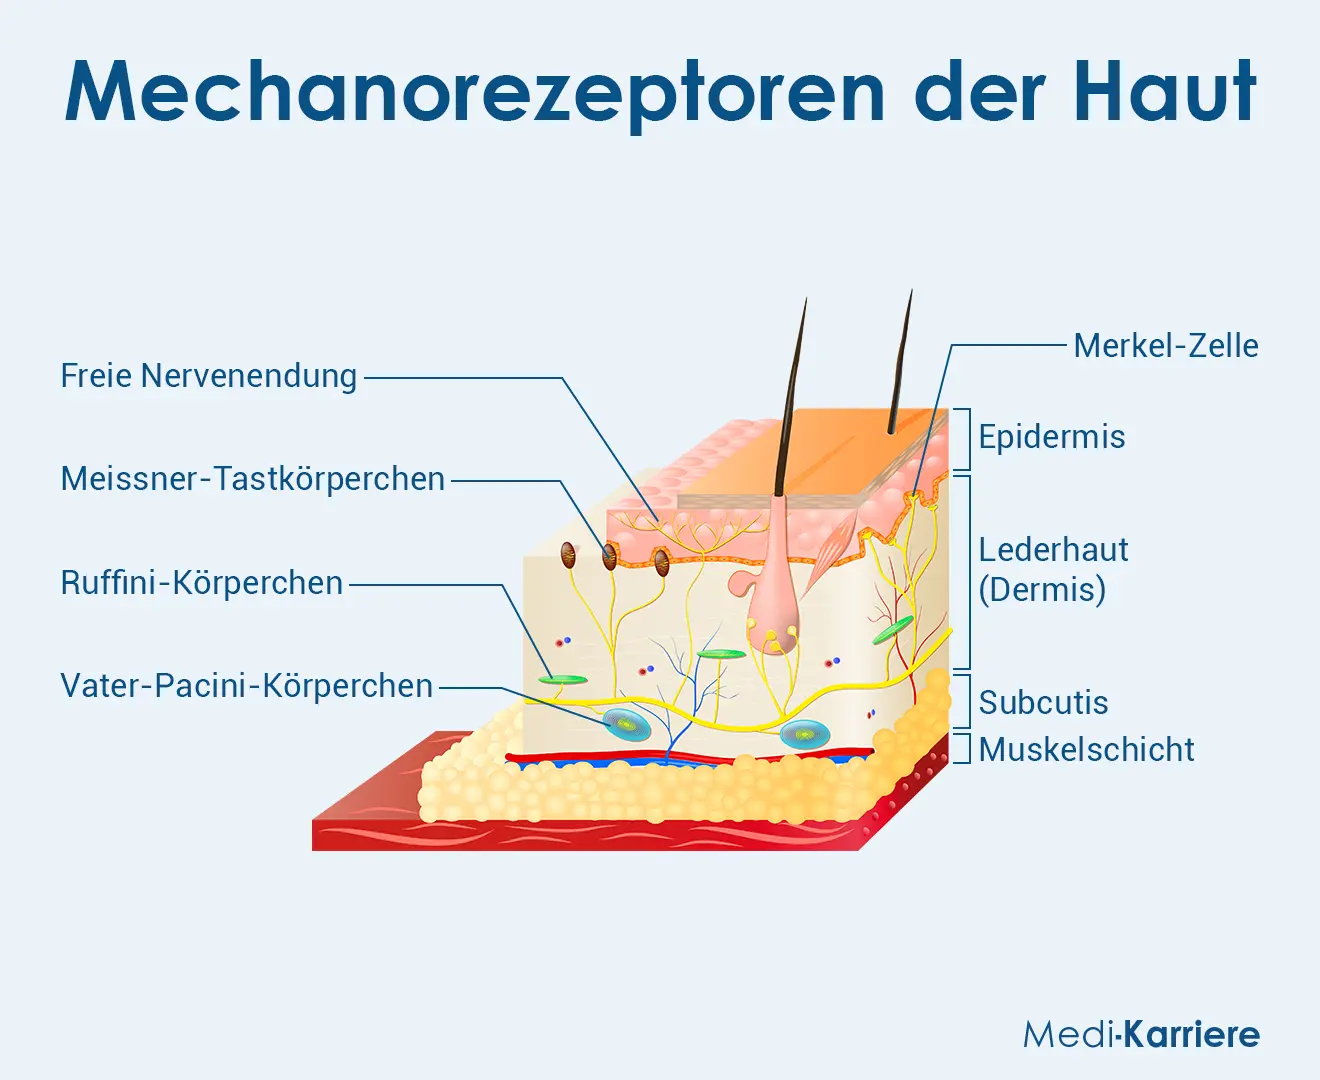 Mechanorezeptoren der Haut
Merkel-Zelle
Freie Nervenendung
Epidermis
Meissner-Tastkörperchen
Lederhaut
(Dermis)
Ruffini-Körperchen
Vater-Pacini-Körperchen
Subcutis
Muskelschicht
Medi-Karriere